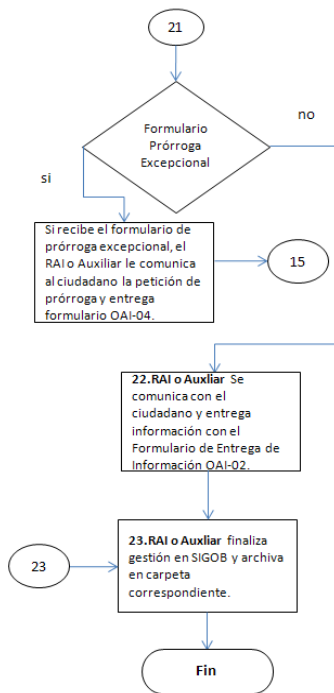 21
Formulario
Prórroga
Excepcional
no
si
Si recibe el formulario de
prórroga excepcional, el
RAI o Auxiliar le comunica
al ciudadano la petición de
prórroga y entrega
formulario OAI-04.
15
22.RAI o Auxliar Se
comunica con el
ciudadano y entrega
información con el
Formulario de Entrega de
Información OAI-02.
23.RAI o Auxliar finaliza
gestión en SIGOB y archiva
en carpeta
correspondiente.
23
Fin